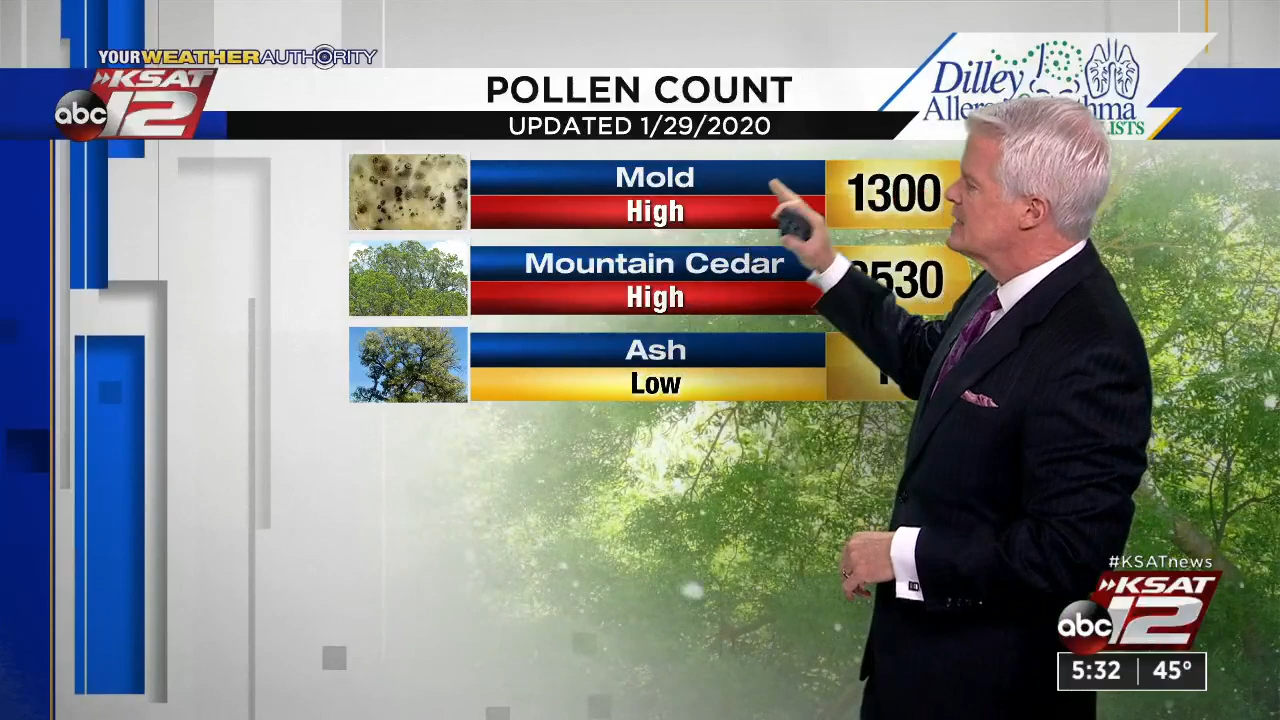 YOUR WEATHER AUTHORITY
KSAT
abc 12
POLLEN COUNT
UPDATED 1/29/2020
Dilley
LISTS
Mold
1300
High
Mountain Cedar
High
Ash
Low
#KSATnews
KSAT
abc 12
5:32 45°